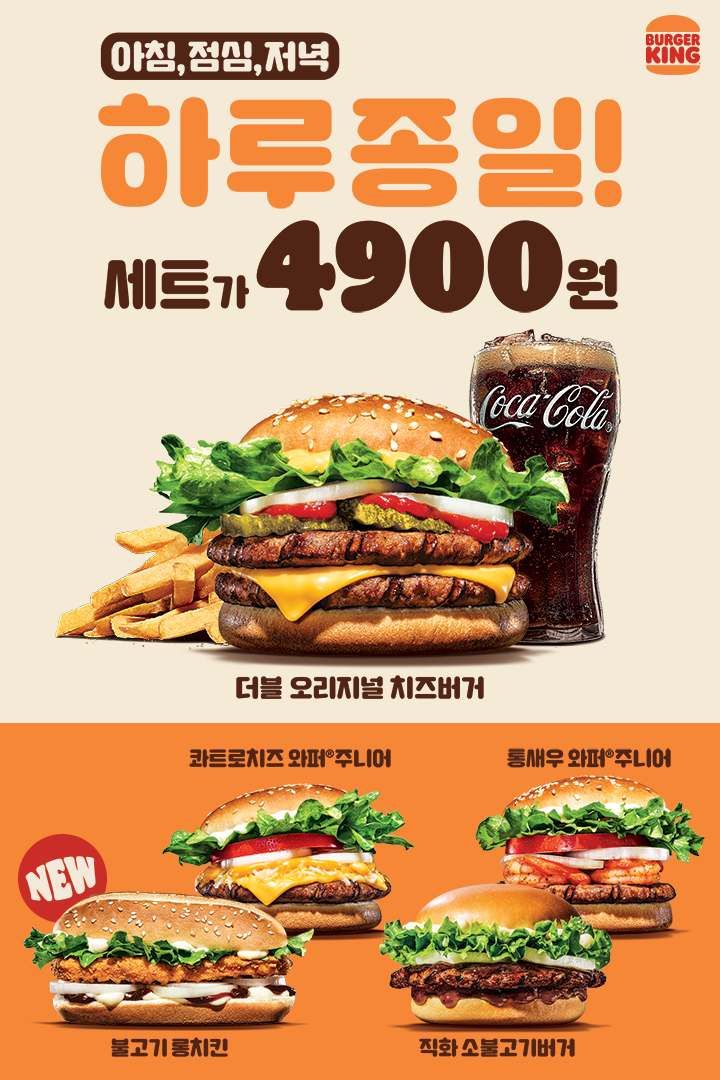 BURGER
KING
아침,점심,저녁
하루종일!
세트가 4900원
Coca-Cola®
더블 오리지널 치즈버거
콰트로치즈 와퍼®주니어
통새우 와퍼®주니어
NEW
불고기 롱치킨
직화 소불고기버거